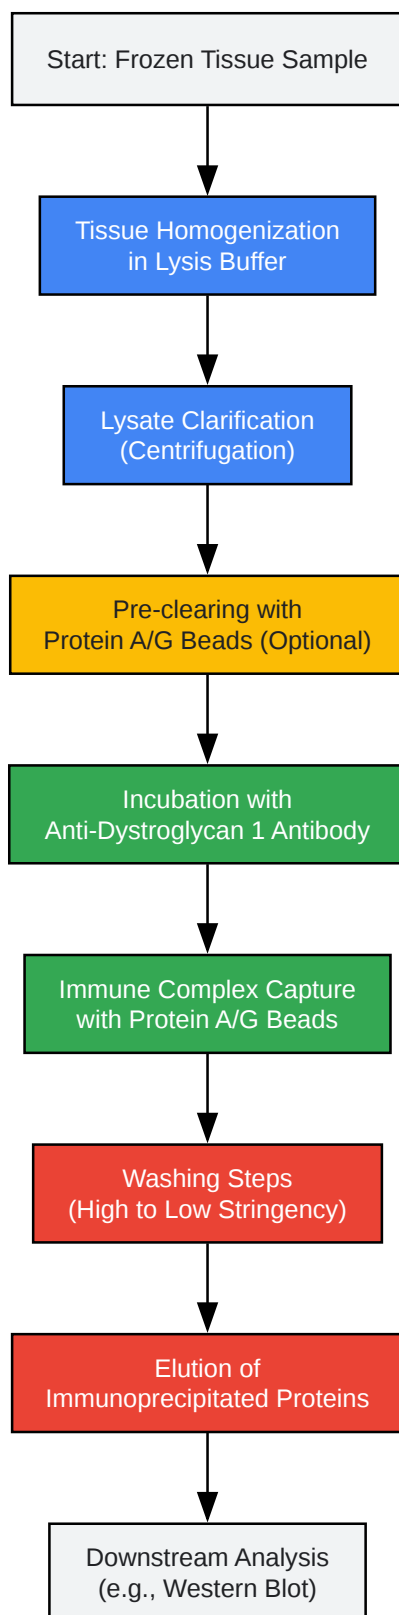 Start: Frozen Tissue Sample
Tissue Homogenization
in Lysis Buffer
Lysate Clarification
(Centrifugation)
Pre-clearing with
Protein A/G Beads (Optional)
Incubation with
Anti-Dystroglycan 1 Antibody
Immune Complex Capture
with Protein A/G Beads
Washing Steps
(High to Low Stringency)
Elution of
Immunoprecipitated Proteins
Downstream Analysis
(e.g., Western Blot)